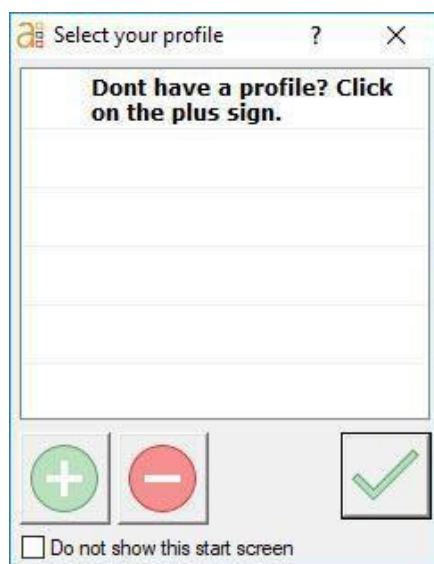 Select your profile ?
Dont have a profile? Click
on the plus sign.
Do not show this start screen